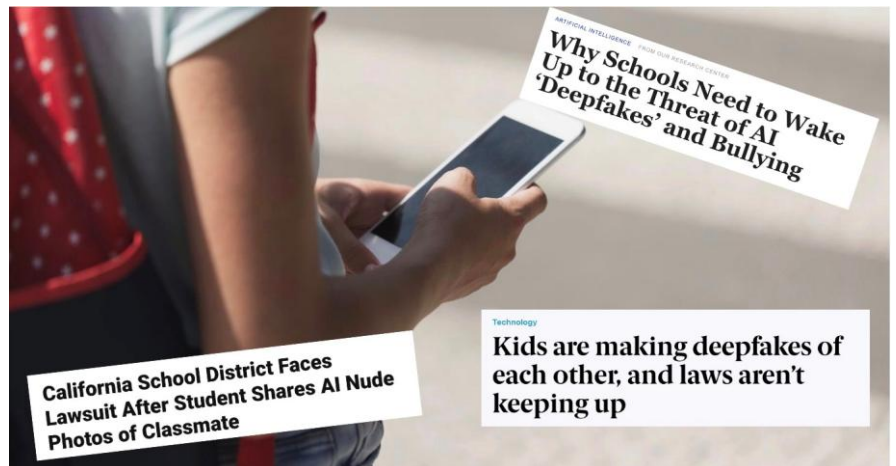 ARTIFICIAL INTELLIGENCE FROM OUR RESEARCH CENTER
Why Schools Need to Wake
Up to the Threat of AI
‘Deepfakes’ and Bullying
Technology
Kids are making deepfakes of
each other, and laws aren’t
keeping up
California School District Faces
Lawsuit After Student Shares AI Nude
Photos of Classmate